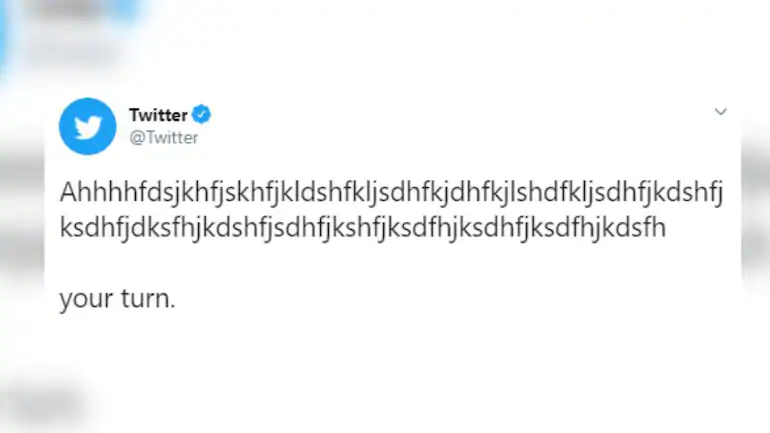 Twitter
@Twitter
Ahhhhfdsjkhfjskhfjkldshfkljsdhfkjdhfkjlshdfkljsdhfjkdshfj
ksdhfjdksfhjkdshfjsdhfjkshfjksdfhjksdhfjksdfhjkdsfh
your turn.